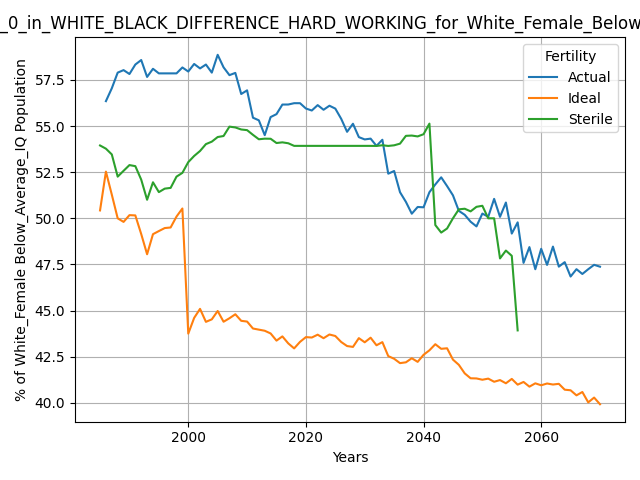 _0_in_WHITE_BLACK_DIFFERENCE_HARD_WORKING_for_White_Female_Below
% of White_Female Below_Average_IQ Population
57.5
55.0
52.5
50.0
47.5
45.0
42.5
40.0
Fertility
Actual
Ideal
Sterile
2000
2020
2040
2060
Years